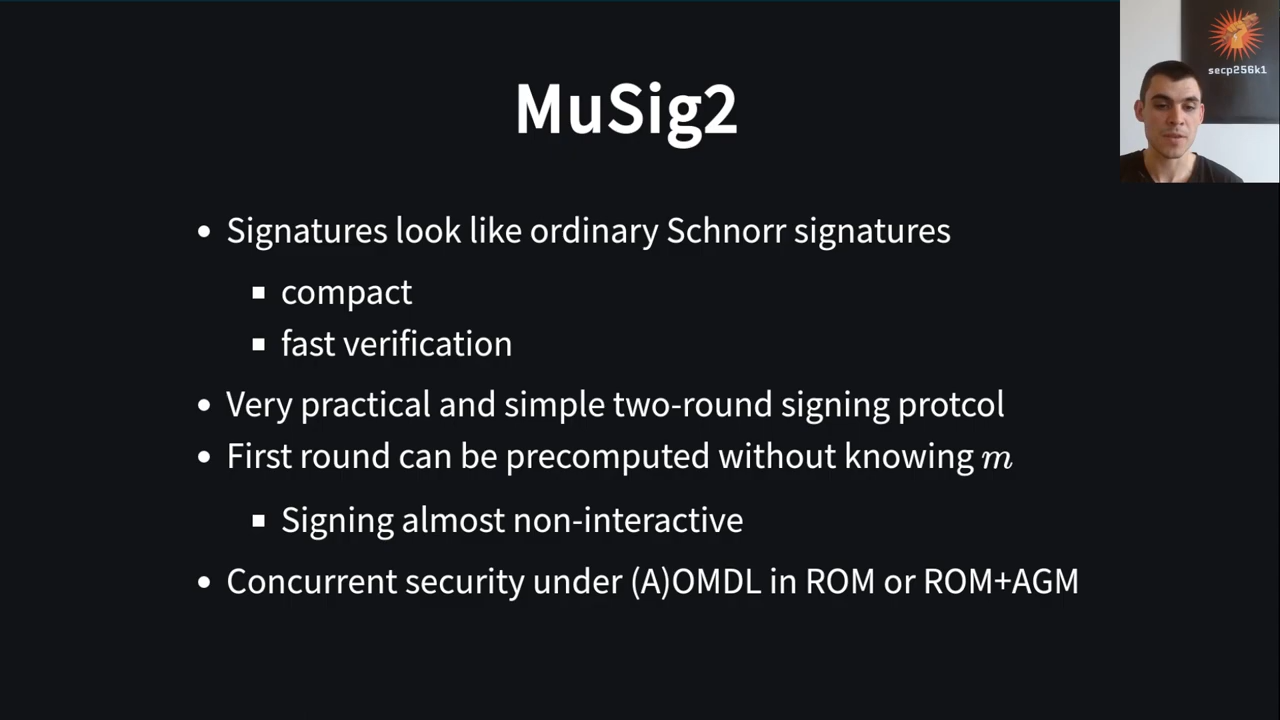 MuSig2
secp256k1
• Signatures look like ordinary Schnorr signatures
▪ compact
▪ fast verification
• Very practical and simple two-round signing protcol
• First round can be precomputed without knowing m
▪ Signing almost non-interactive
• Concurrent security under (A)OMDL in ROM or ROM+AGM